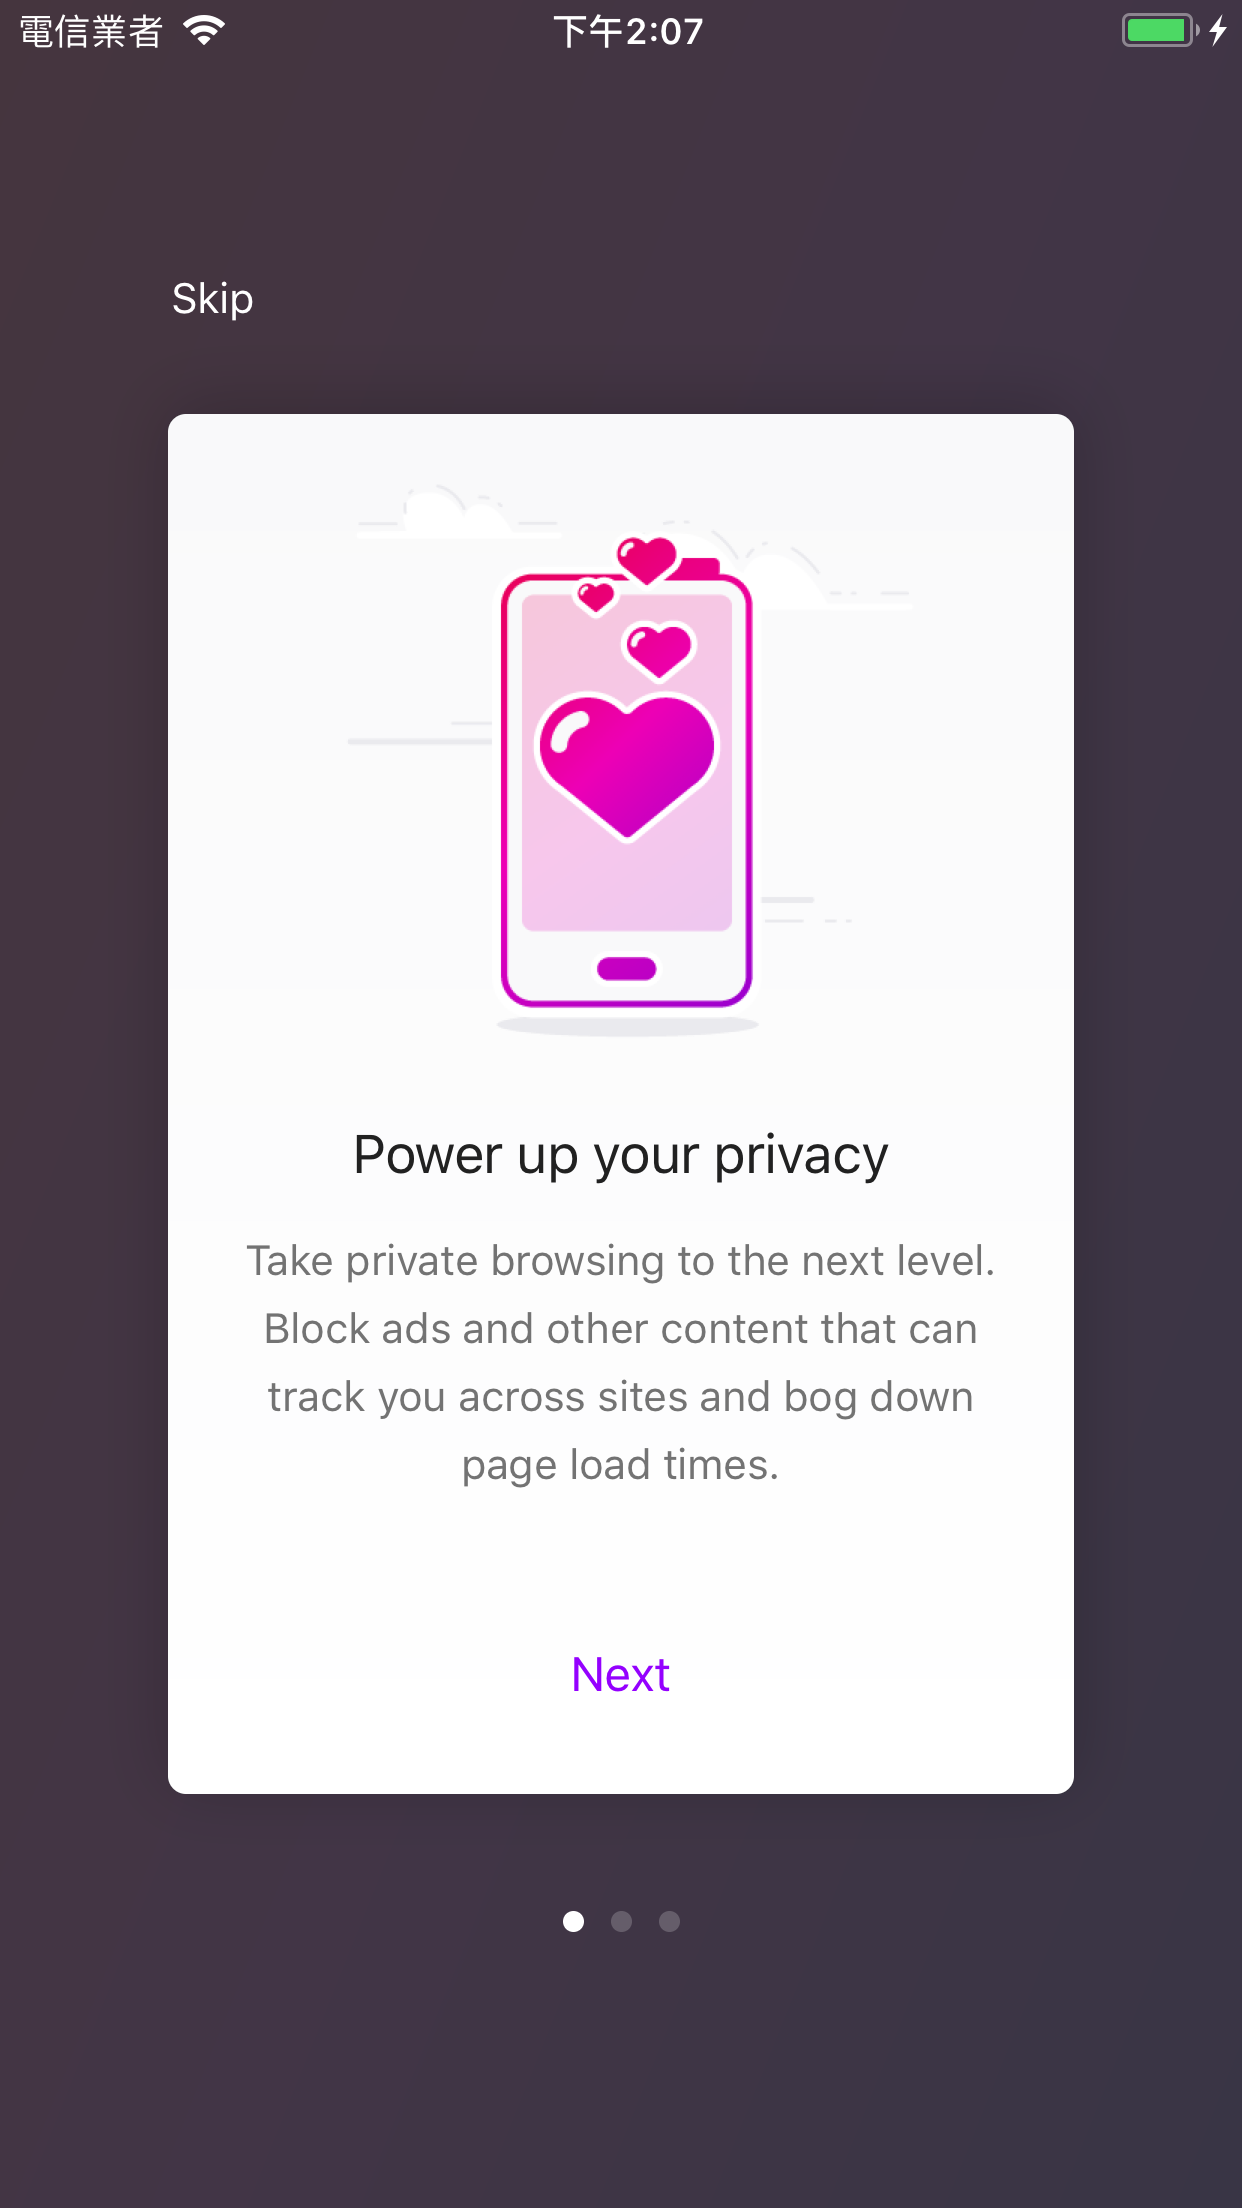 電信業者 下午2:07
Skip
Power up your privacy
Take private browsing to the next level.
Block ads and other content that can
track you across sites and bog down
page load times.
Next